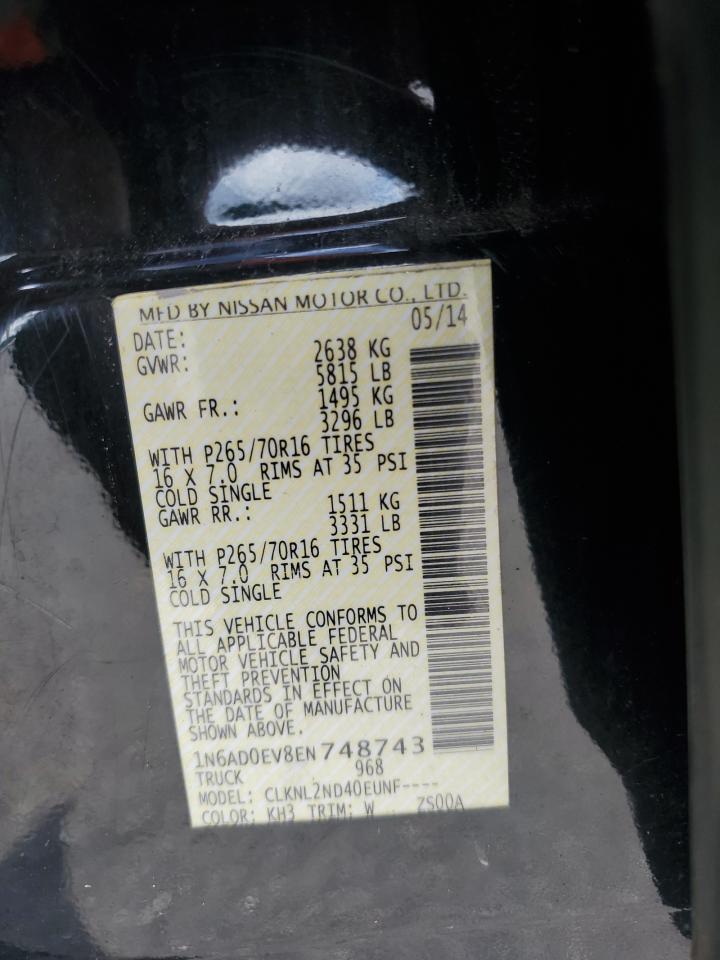 MFD BY NISSAN MOTOR CO., LTD.
DATE: 05/14
GVWR: 2638 KG
5815 LB
GAWR FR.: 1495 KG
3296 LB
WITH P265/70R16 TIRES
16 X 7.0 RIMS AT 35 PSI
COLD SINGLE
GAWR RR.: 1511 KG
3331 LB
WITH P265/70R16 TIRES
16 X 7.0 RIMS AT 35 PSI
COLD SINGLE
THIS VEHICLE CONFORMS TO
ALL APPLICABLE FEDERAL
MOTOR VEHICLE SAFETY AND
THEFT PREVENTION
STANDARDS IN EFFECT ON
THE DATE OF MANUFACTURE
SHOWN ABOVE.
1N6AD0EV8EN748743
TRUCK 968
MODEL: CLKNL2ND40EUNF----
COLOR: KH3 TRIM: W ZS00A